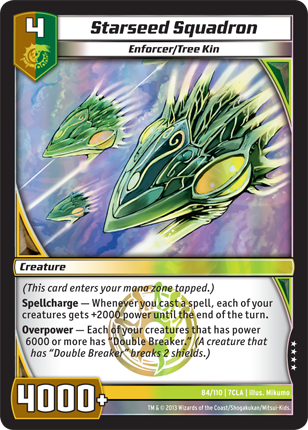 4
Starseed Squadron
Enforcer/Tree Kin
Creature
(This card enters your mana zone tapped.)
Spellcharge — Whenever you cast a spell, each of your
creatures gets +2000 power until the end of the turn.
Overpower — Each of your creatures that has power
6000 or more has "Double Breaker." (A creature that
has "Double Breaker" breaks 2 shields.)
4000+
84/110 | 7CLA | Illus. Mikumo
TM & © 2013 Wizards of the Coast/Shogakukan/Mitsui-Kids.